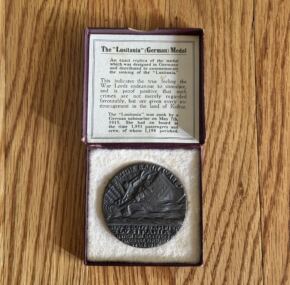 The "Lusitania" (German) Medal
An exact replica of the medal
which was designed in Germany
and distributed to commemorate
the sinking of the "Lusitania."
This indicates the true feeling the
War Lords endeavour to stimulate,
and is proof positive that such
crimes are not merely regarded
favourably, but are given every en-
couragement in the land of Kultur.
The "Lusitania" was sunk by a
German submarine on May 7th,
1915. She had on board at
the time 1,951 passengers and
crew, of whom 1,198 perished.
KEINE BANNWARE